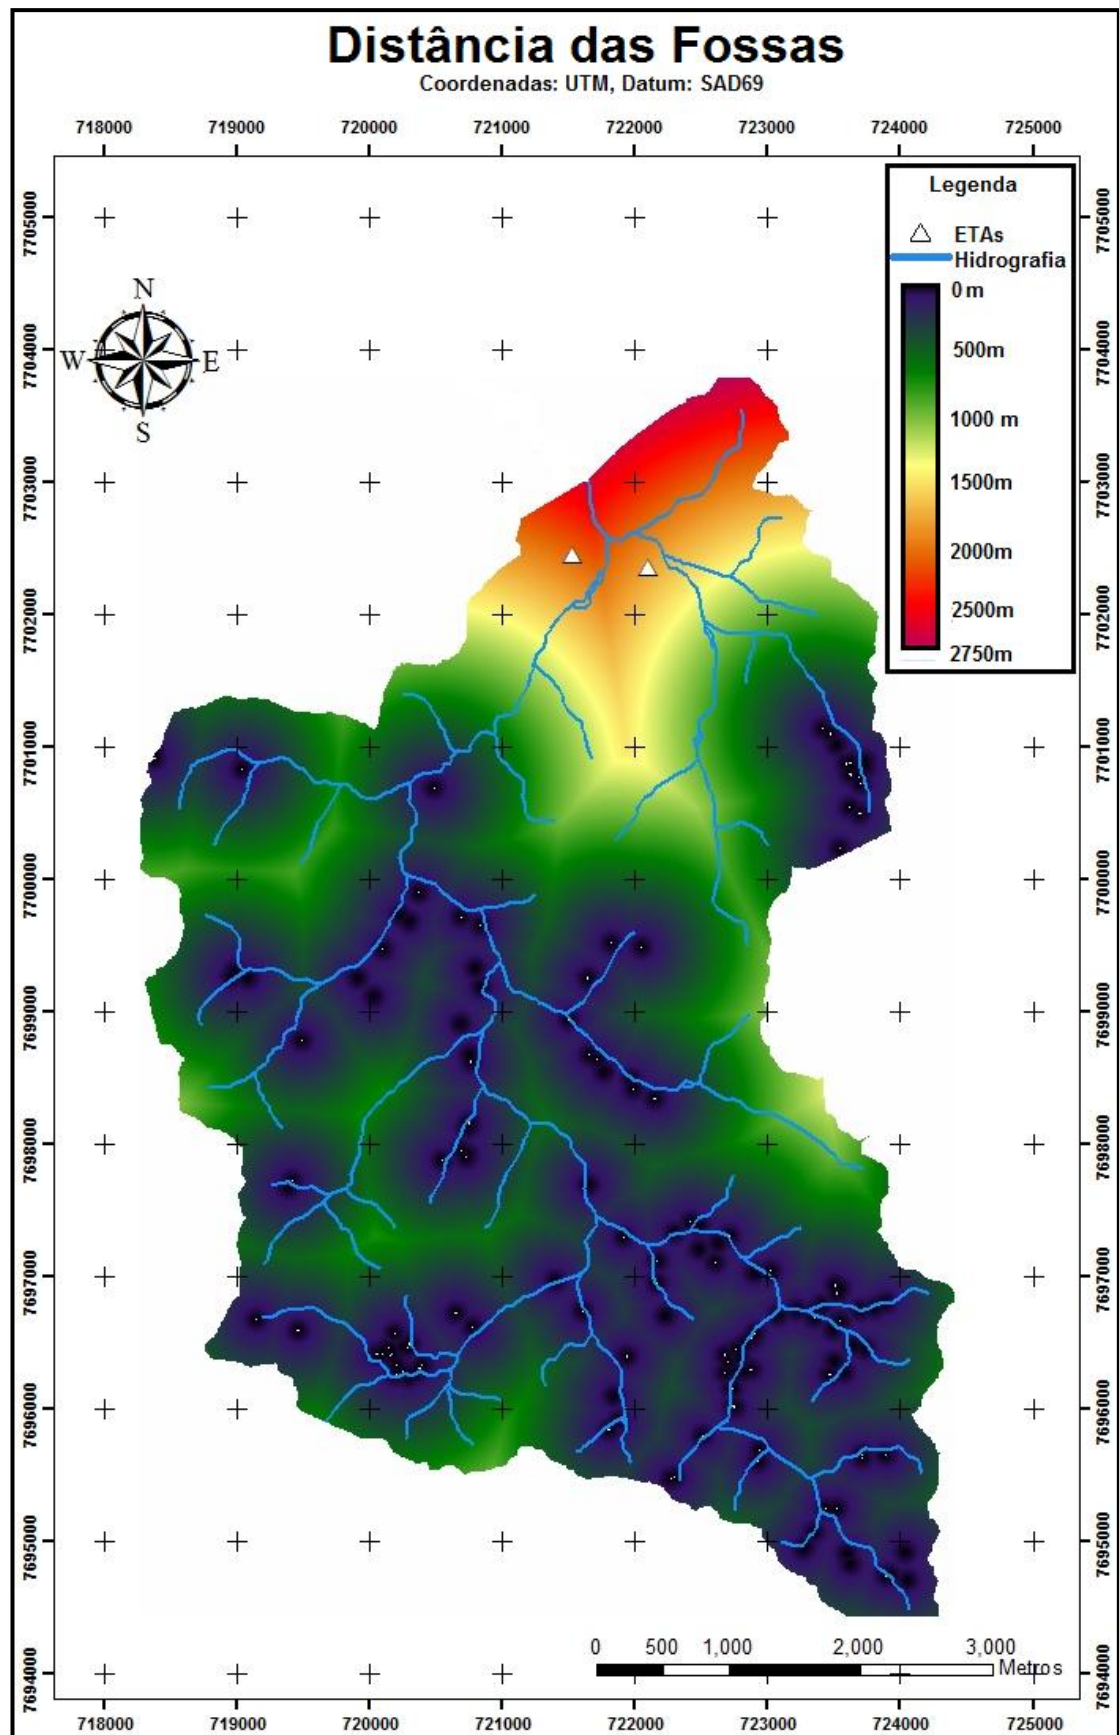 Distância das Fossas
Coordenadas: UTM, Datum: SAD69
718000 719000 720000 721000 722000 723000 724000 725000
Legenda
ETAs
Hidrografia
0 m
500m
1000 m
1500m
2000m
2500m
2750m
N
W E
S
7705000 7705000
7704000 7704000
7703000 7703000
7702000 7702000
7701000 7701000
7700000 7700000
7699000 7699000
7698000 7698000
7697000 7697000
7696000 7696000
7695000 7695000
7694000 7694000
0 500 1,000 2,000 3,000
Metros
718000 719000 720000 721000 722000 723000 724000 725000